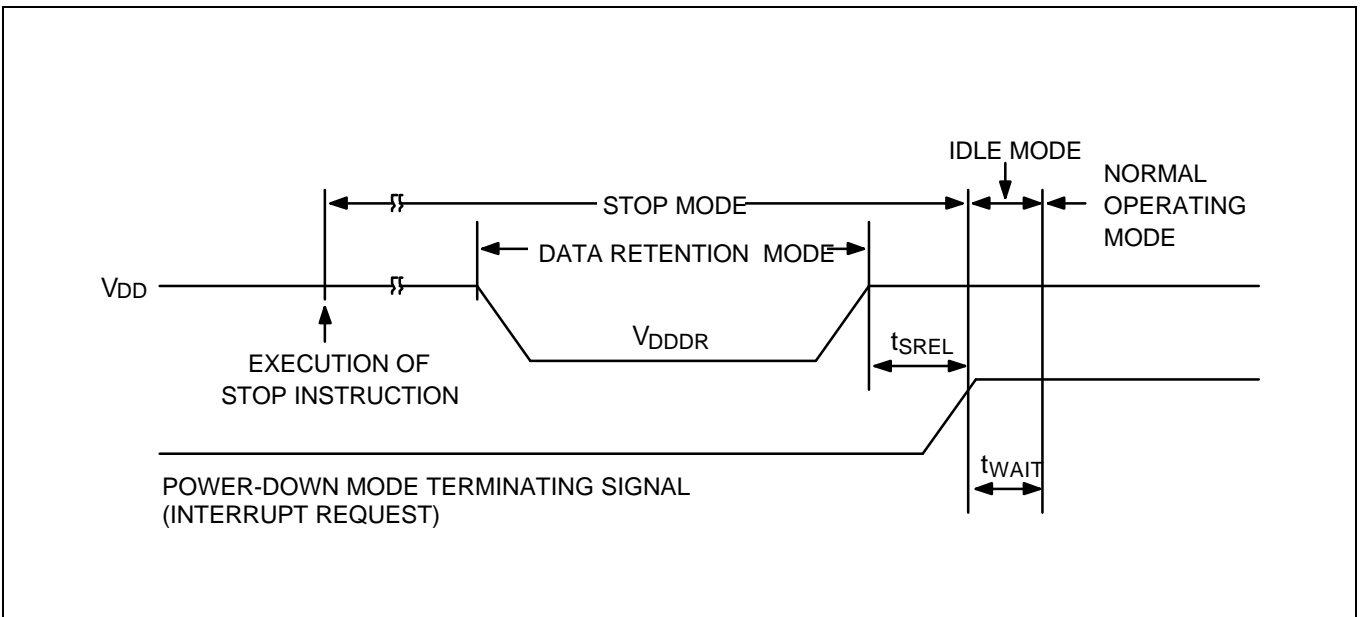 IDLE MODE
NORMAL
OPERATING
MODE
STOP MODE
DATA RETENTION MODE
VDD
VDDDR
tSREL
EXECUTION OF
STOP INSTRUCTION
tWAIT
POWER-DOWN MODE TERMINATING SIGNAL
(INTERRUPT REQUEST)